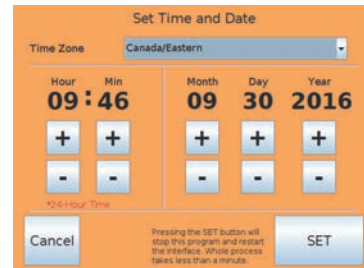 Set Time and Date
Time Zone Canada/Eastern
Hour Min Month Day Year
09 : 46 09 30 2016
+ + + + +
- - - - -
*24-Hour Time
Cancel
Pressing the SET button will
stop this program and restart
the interface. Whole process
takes less than a minute.
SET